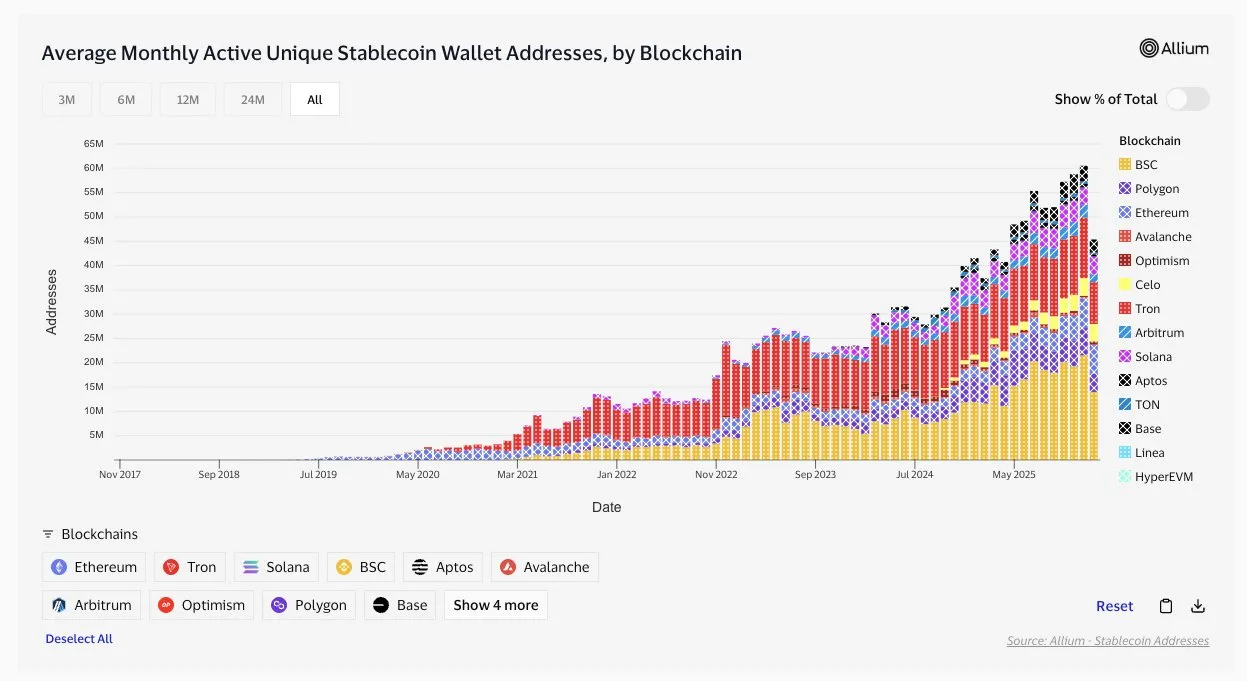 Average Monthly Active Unique Stablecoin Wallet Addresses, by Blockchain
Allium
3M 6M 12M 24M All
Show % of Total
65M
60M
55M
50M
45M
40M
35M
30M
25M
20M
15M
10M
5M
Addresses
Nov 2017 Sep 2018 Jul 2019 May 2020 Mar 2021 Jan 2022 Nov 2022 Sep 2023 Jul 2024 May 2025
Date
Blockchain
BSC
Polygon
Ethereum
Avalanche
Optimism
Celo
Tron
Arbitrum
Solana
Aptos
TON
Base
Linea
HyperEVM
Blockchains
Ethereum Tron Solana BSC Aptos Avalanche
Arbitrum OP Optimism Polygon Base Show 4 more
Reset
Deselect All
Source: Allium - Stablecoin Addresses